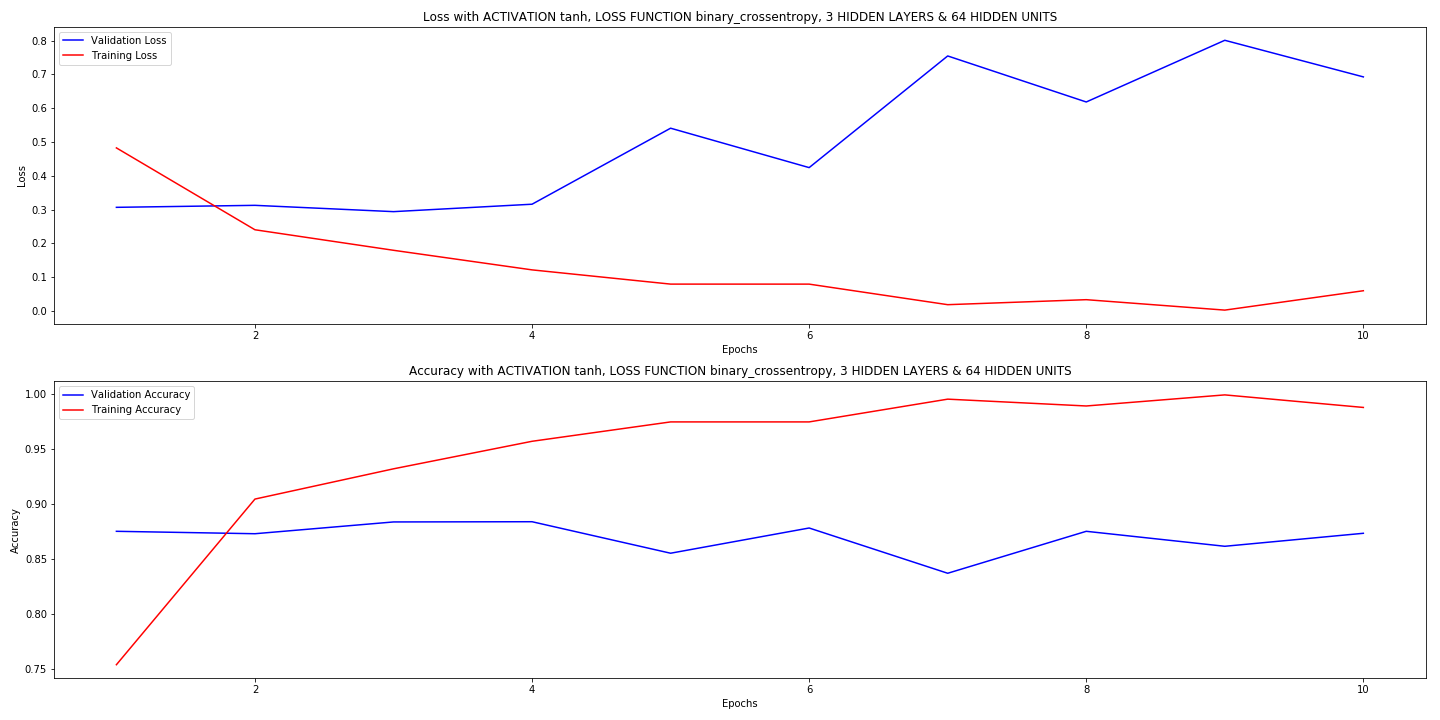 Loss with ACTIVATION tanh, LOSS FUNCTION binary_crossentropy, 3 HIDDEN LAYERS & 64 HIDDEN UNITS
Validation Loss
Training Loss
0.8
0.7
0.6
0.5
0.4
0.3
0.2
0.1
0.0
Loss
2 4 6 8 10
Epochs
Accuracy with ACTIVATION tanh, LOSS FUNCTION binary_crossentropy, 3 HIDDEN LAYERS & 64 HIDDEN UNITS
Validation Accuracy
Training Accuracy
1.00
0.95
0.90
0.85
0.80
0.75
Accuracy
2 4 6 8 10
Epochs